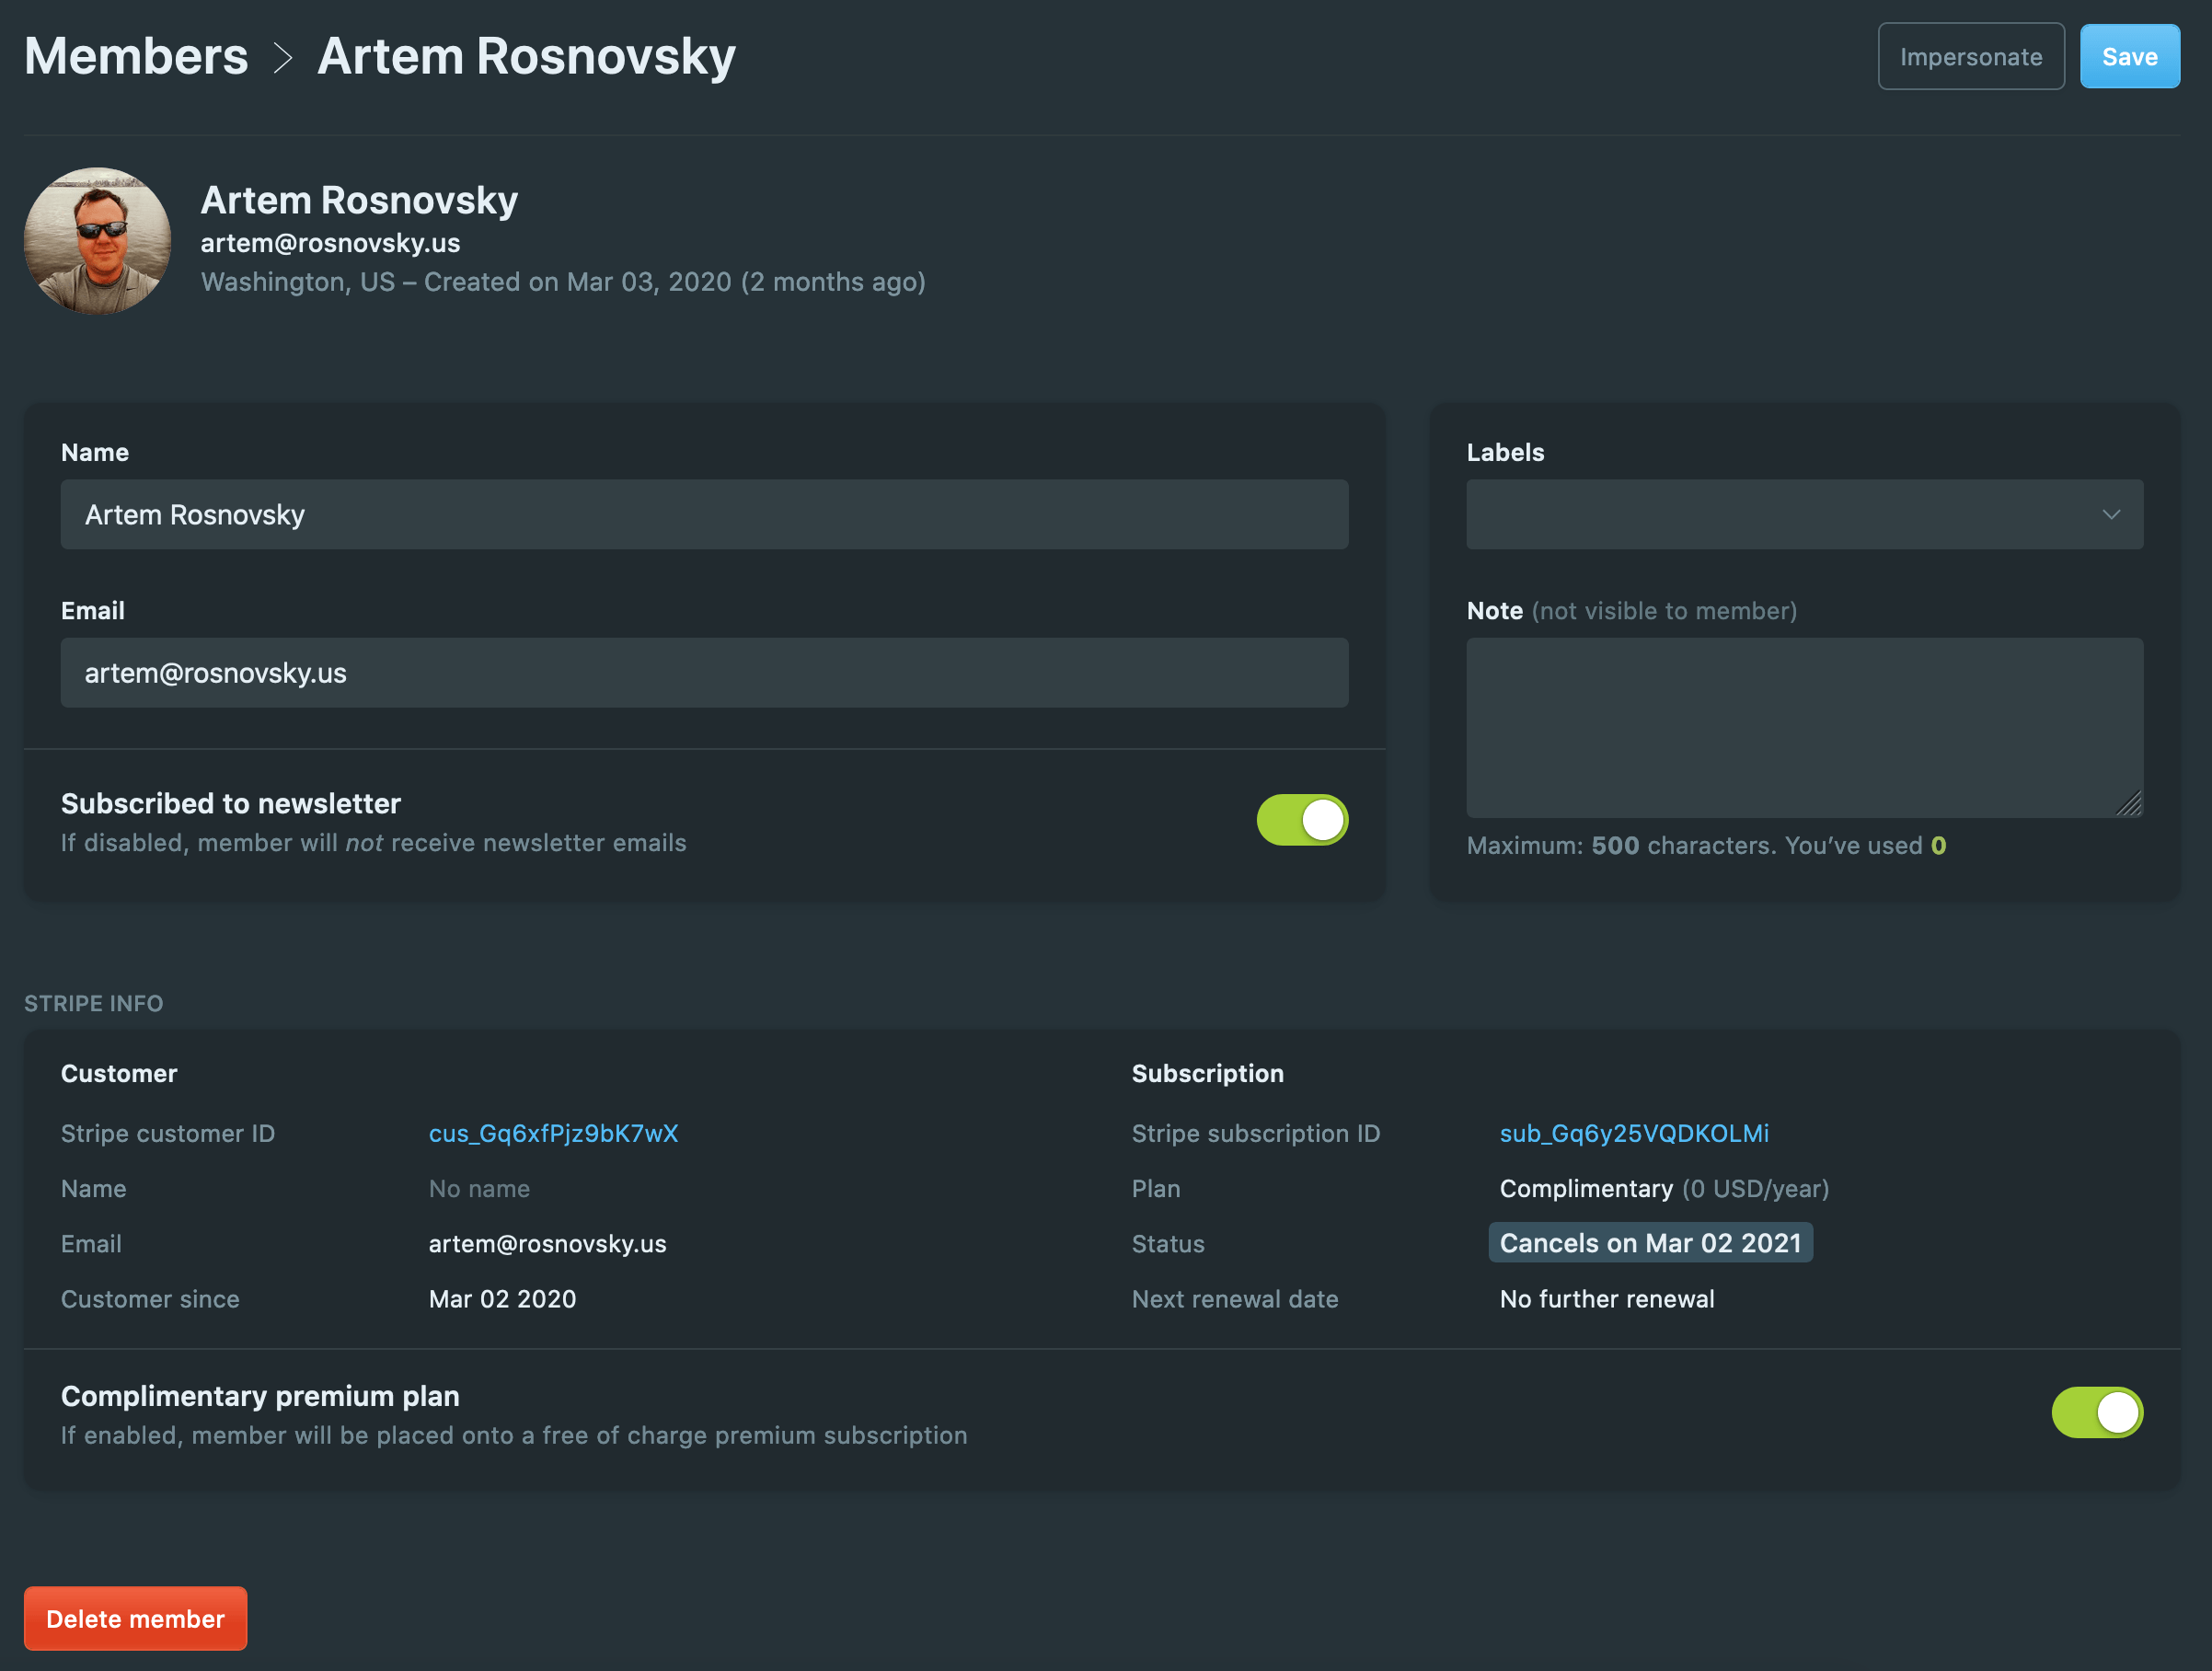 Members > Artem Rosnovsky
Impersonate
Save
Artem Rosnovsky
artem@rosnovsky.us
Washington, US – Created on Mar 03, 2020 (2 months ago)
Name
Artem Rosnovsky
Email
artem@rosnovsky.us
Subscribed to newsletter
If disabled, member will not receive newsletter emails
Labels
Note (not visible to member)
Maximum: 500 characters. You’ve used 0
STRIPE INFO
Customer
Stripe customer ID cus_Gq6xfPjz9bK7wX
Name No name
Email artem@rosnovsky.us
Customer since Mar 02 2020
Subscription
Stripe subscription ID sub_Gq6y25VQDKOLMi
Plan Complimentary (0 USD/year)
Status Cancels on Mar 02 2021
Next renewal date No further renewal
Complimentary premium plan
If enabled, member will be placed onto a free of charge premium subscription
Delete member